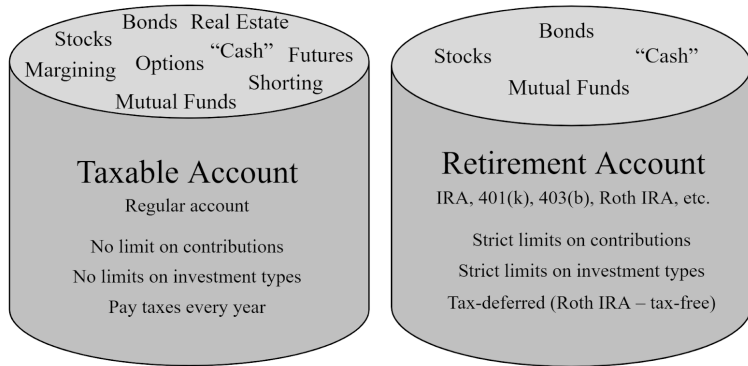 Bonds Real Estate
Stocks “Cash” Futures
Margining Options Shorting
Mutual Funds
Taxable Account
Regular account
No limit on contributions
No limits on investment types
Pay taxes every year
Bonds
Stocks “Cash”
Mutual Funds
Retirement Account
IRA, 401(k), 403(b), Roth IRA, etc.
Strict limits on contributions
Strict limits on investment types
Tax-deferred (Roth IRA – tax-free)